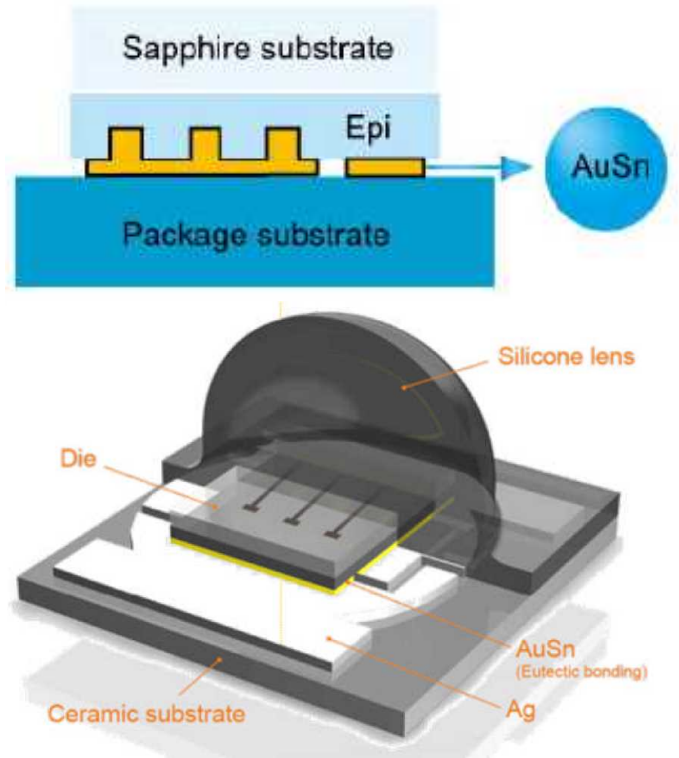 Sapphire substrate
Epi
AuSn
Package substrate
Silicone lens
Die
AuSn
(Eutectic bonding)
Ag
Ceramic substrate